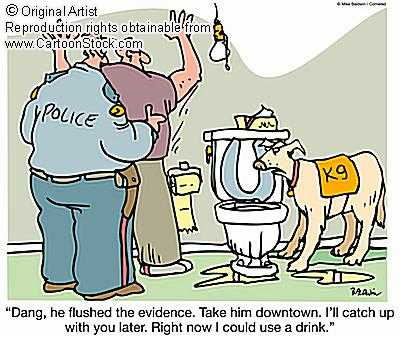 © Original Artist
Reproduction rights obtainable from
www.CartoonStock.com
© Mike Baldwin / Cornered
POLICE
K9
"Dang, he flushed the evidence. Take him downtown. I'll catch up
with you later. Right now I could use a drink."